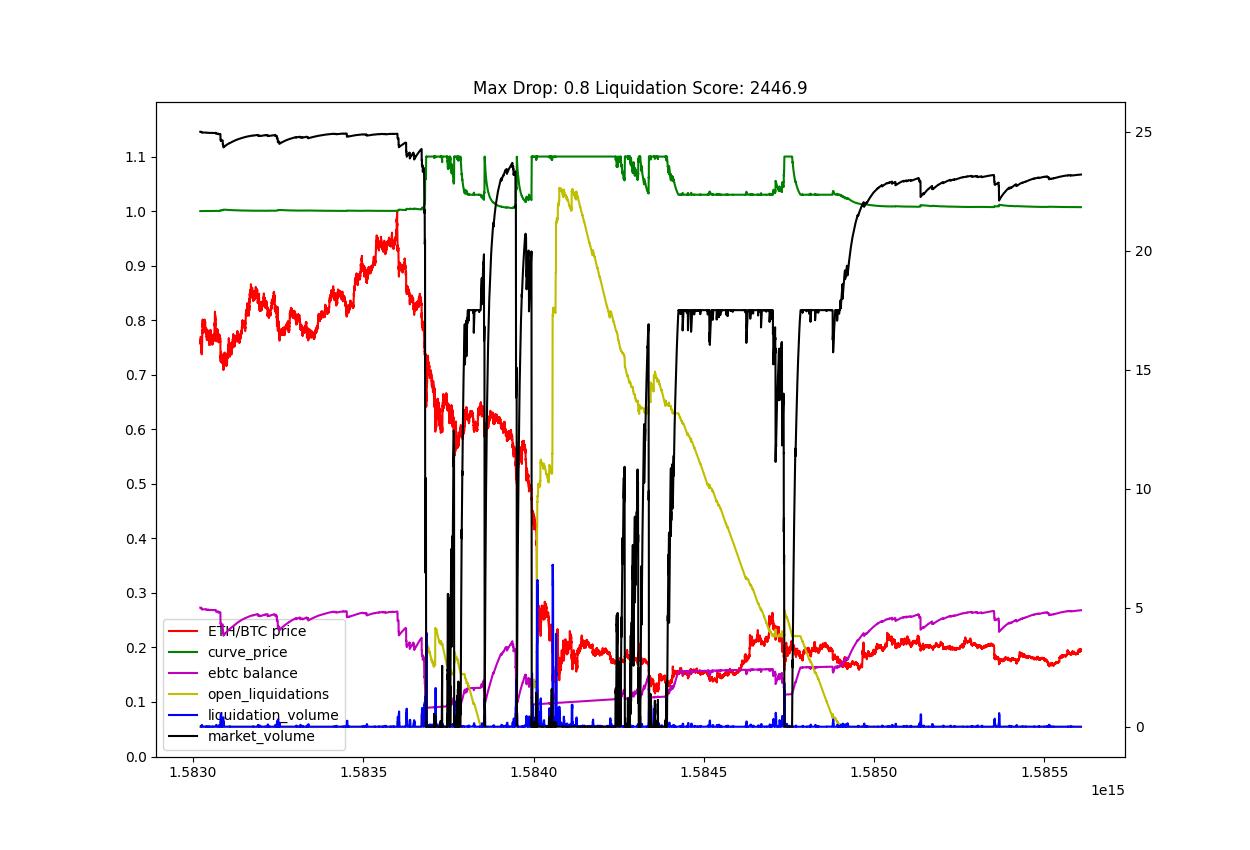 Max Drop: 0.8 Liquidation Score: 2446.9
1.1
1.0
0.9
0.8
0.7
0.6
0.5
0.4
0.3
0.2
0.1
0.0
25
20
15
10
5
0
ETH/BTC price
curve_price
ebtc balance
open_liquidations
liquidation_volume
market_volume
1.5830 1.5835 1.5840 1.5845 1.5850 1.5855
1e15